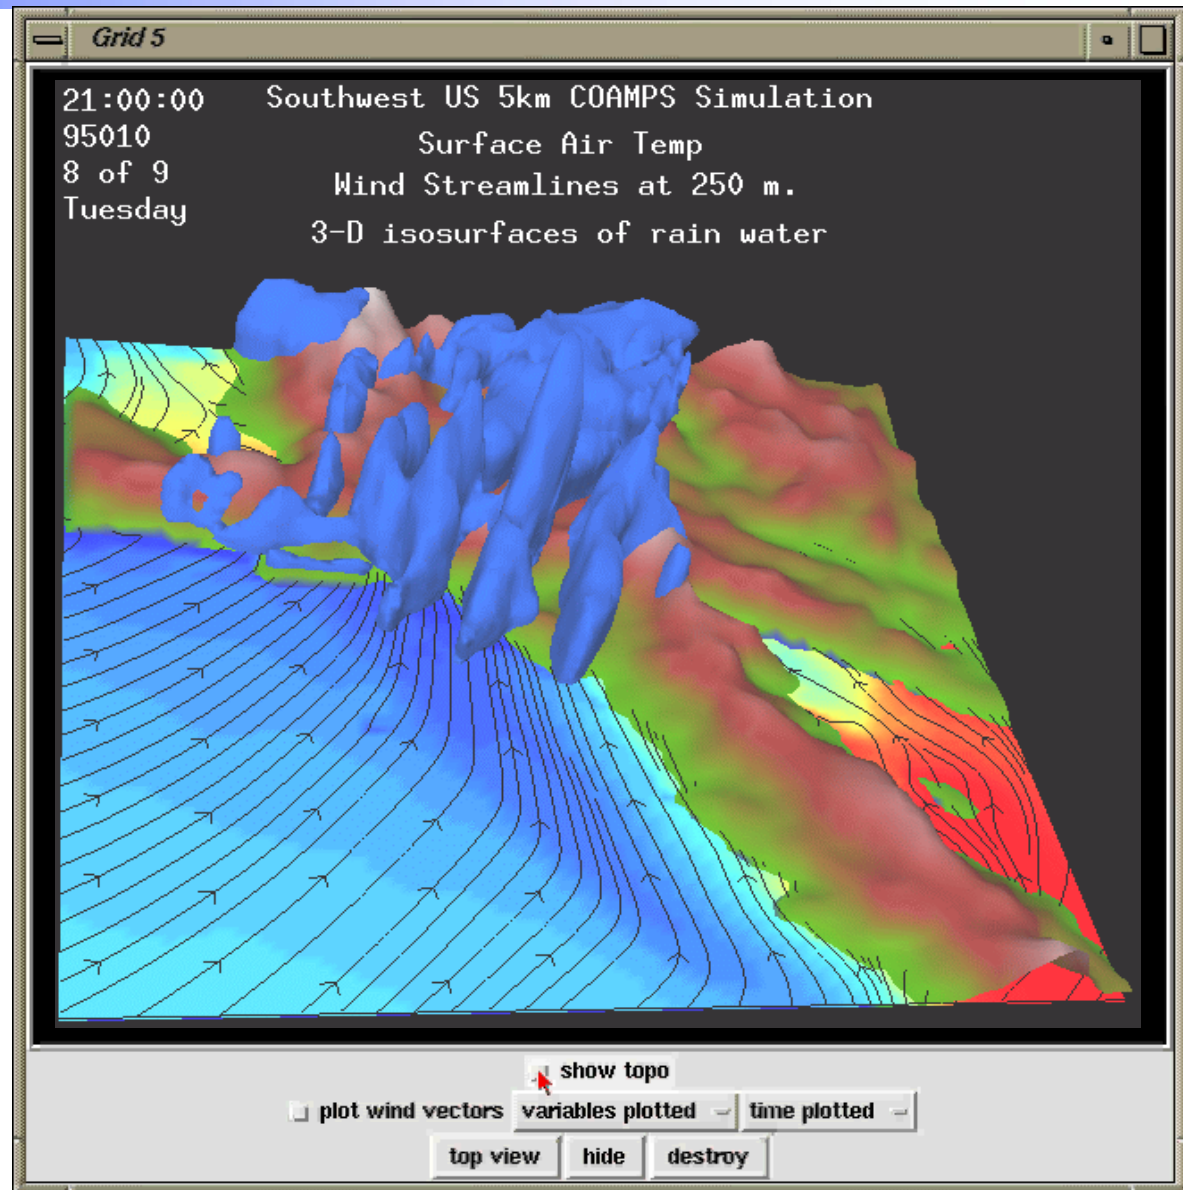 Grid 5
21:00:00
Southwest US 5km COAMPS Simulation
95010
Surface Air Temp
8 of 9
Wind Streamlines at 250 m.
Tuesday
3-D isosurfaces of rain water
show topo
plot wind vectors
variables plotted
time plotted
top view
hide
destroy